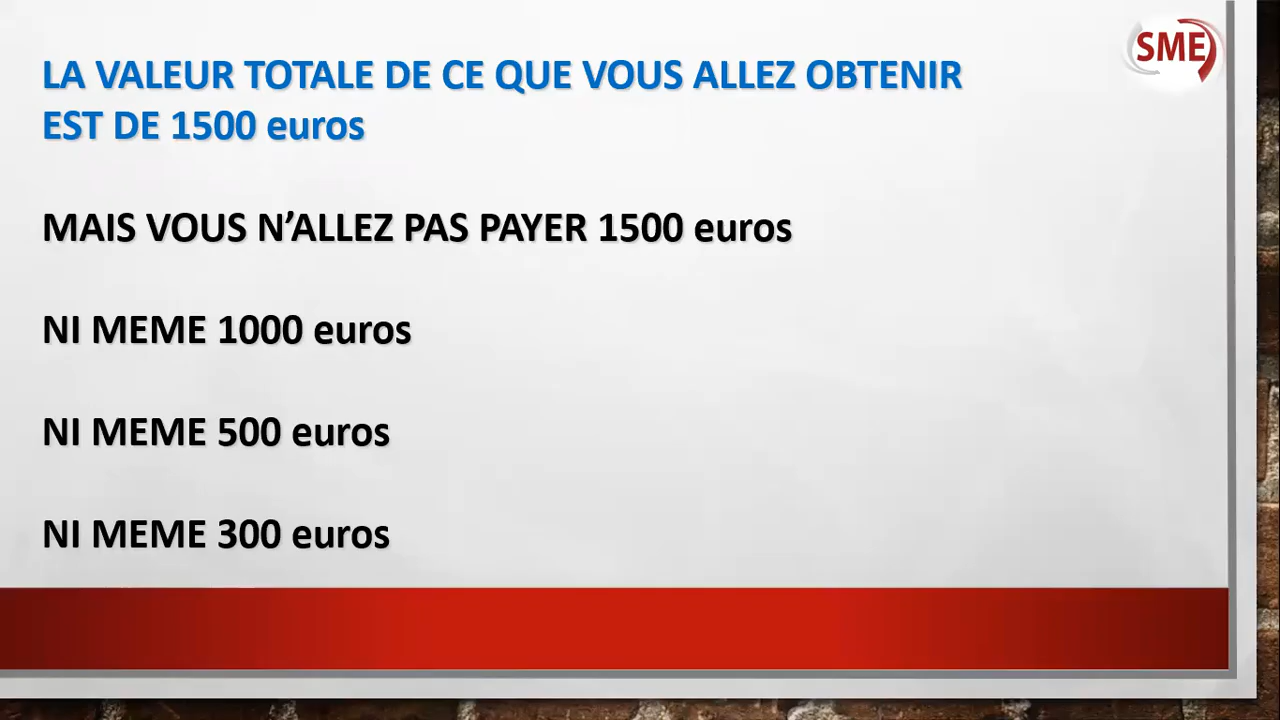 SME
LA VALEUR TOTALE DE CE QUE VOUS ALLEZ OBTENIR
EST DE 1500 euros
MAIS VOUS N’ALLEZ PAS PAYER 1500 euros
NI MEME 1000 euros
NI MEME 500 euros
NI MEME 300 euros